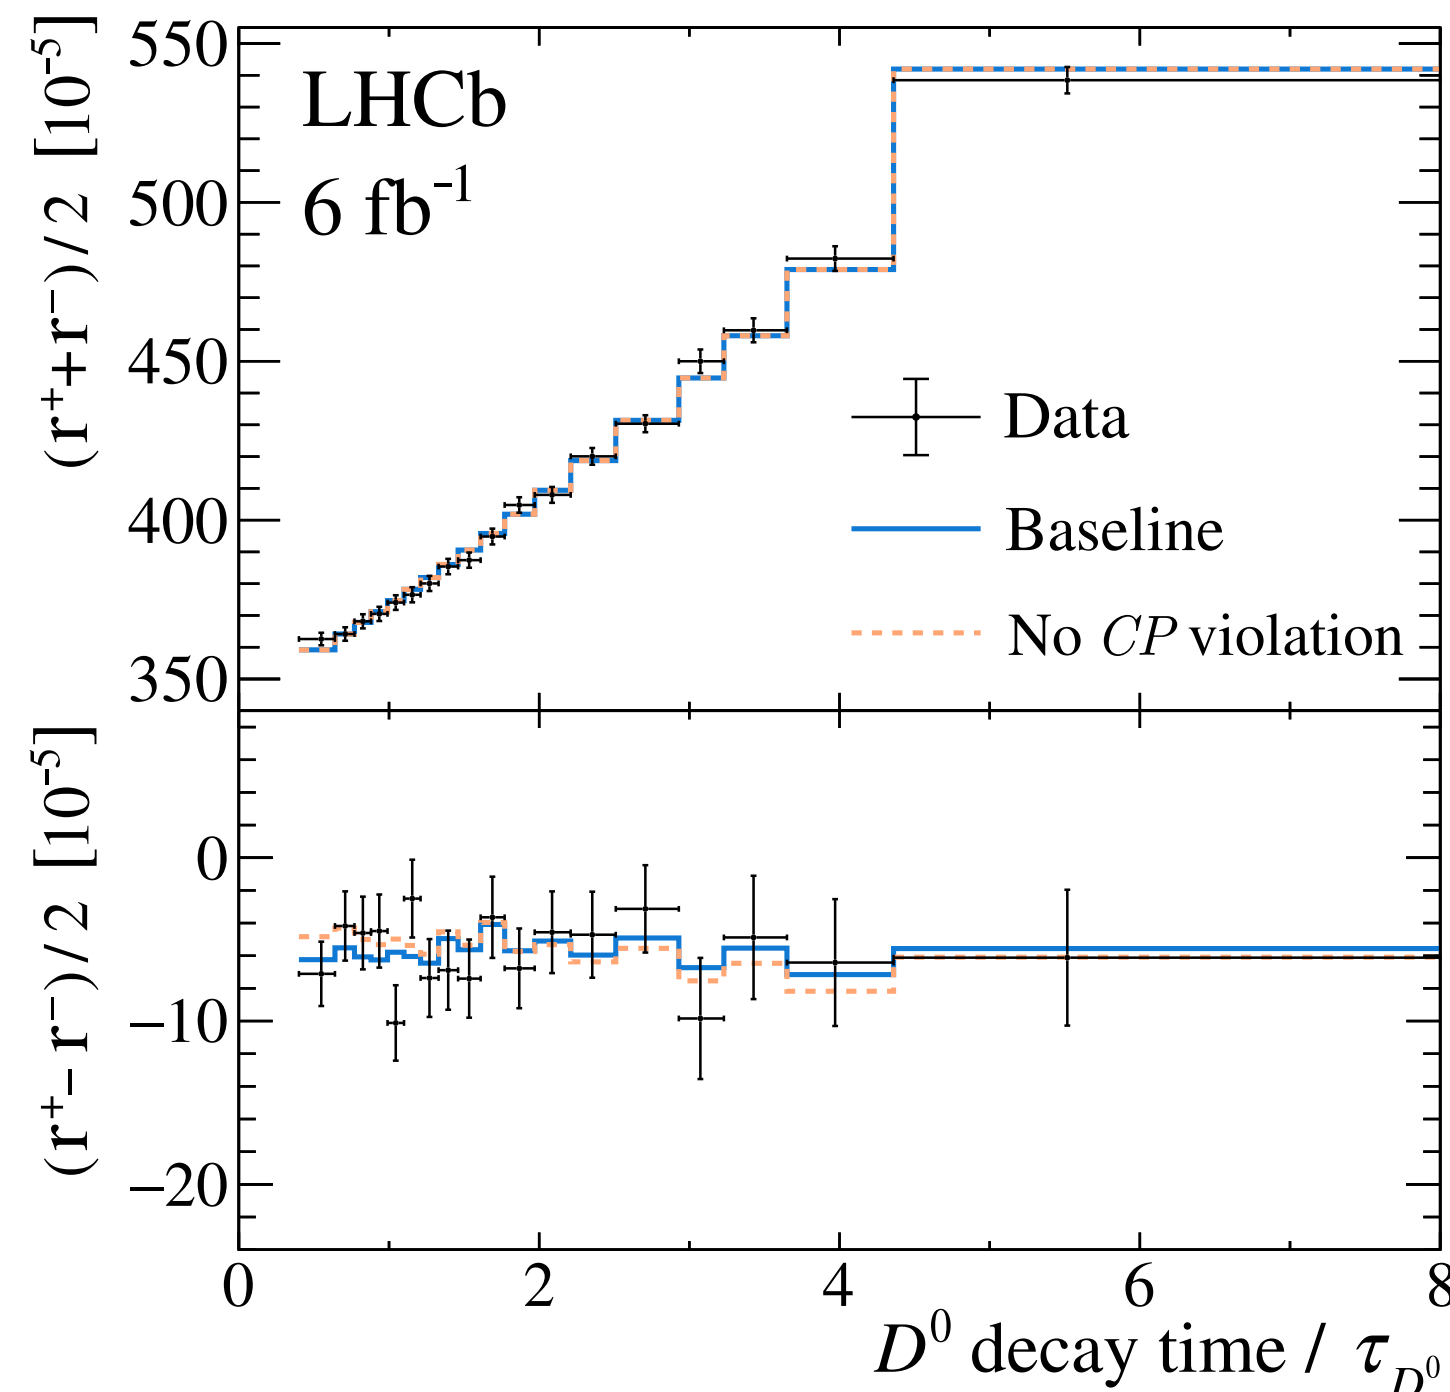 (r⁺+r⁻)/2 [10⁻⁵]
550
500
450
400
350
LHCb
6 fb⁻¹
Data
Baseline
No CP violation
(r⁺−r⁻)/2 [10⁻⁵]
0
−10
−20
0 2 4 6 8
D⁰ decay time / τ_D⁰